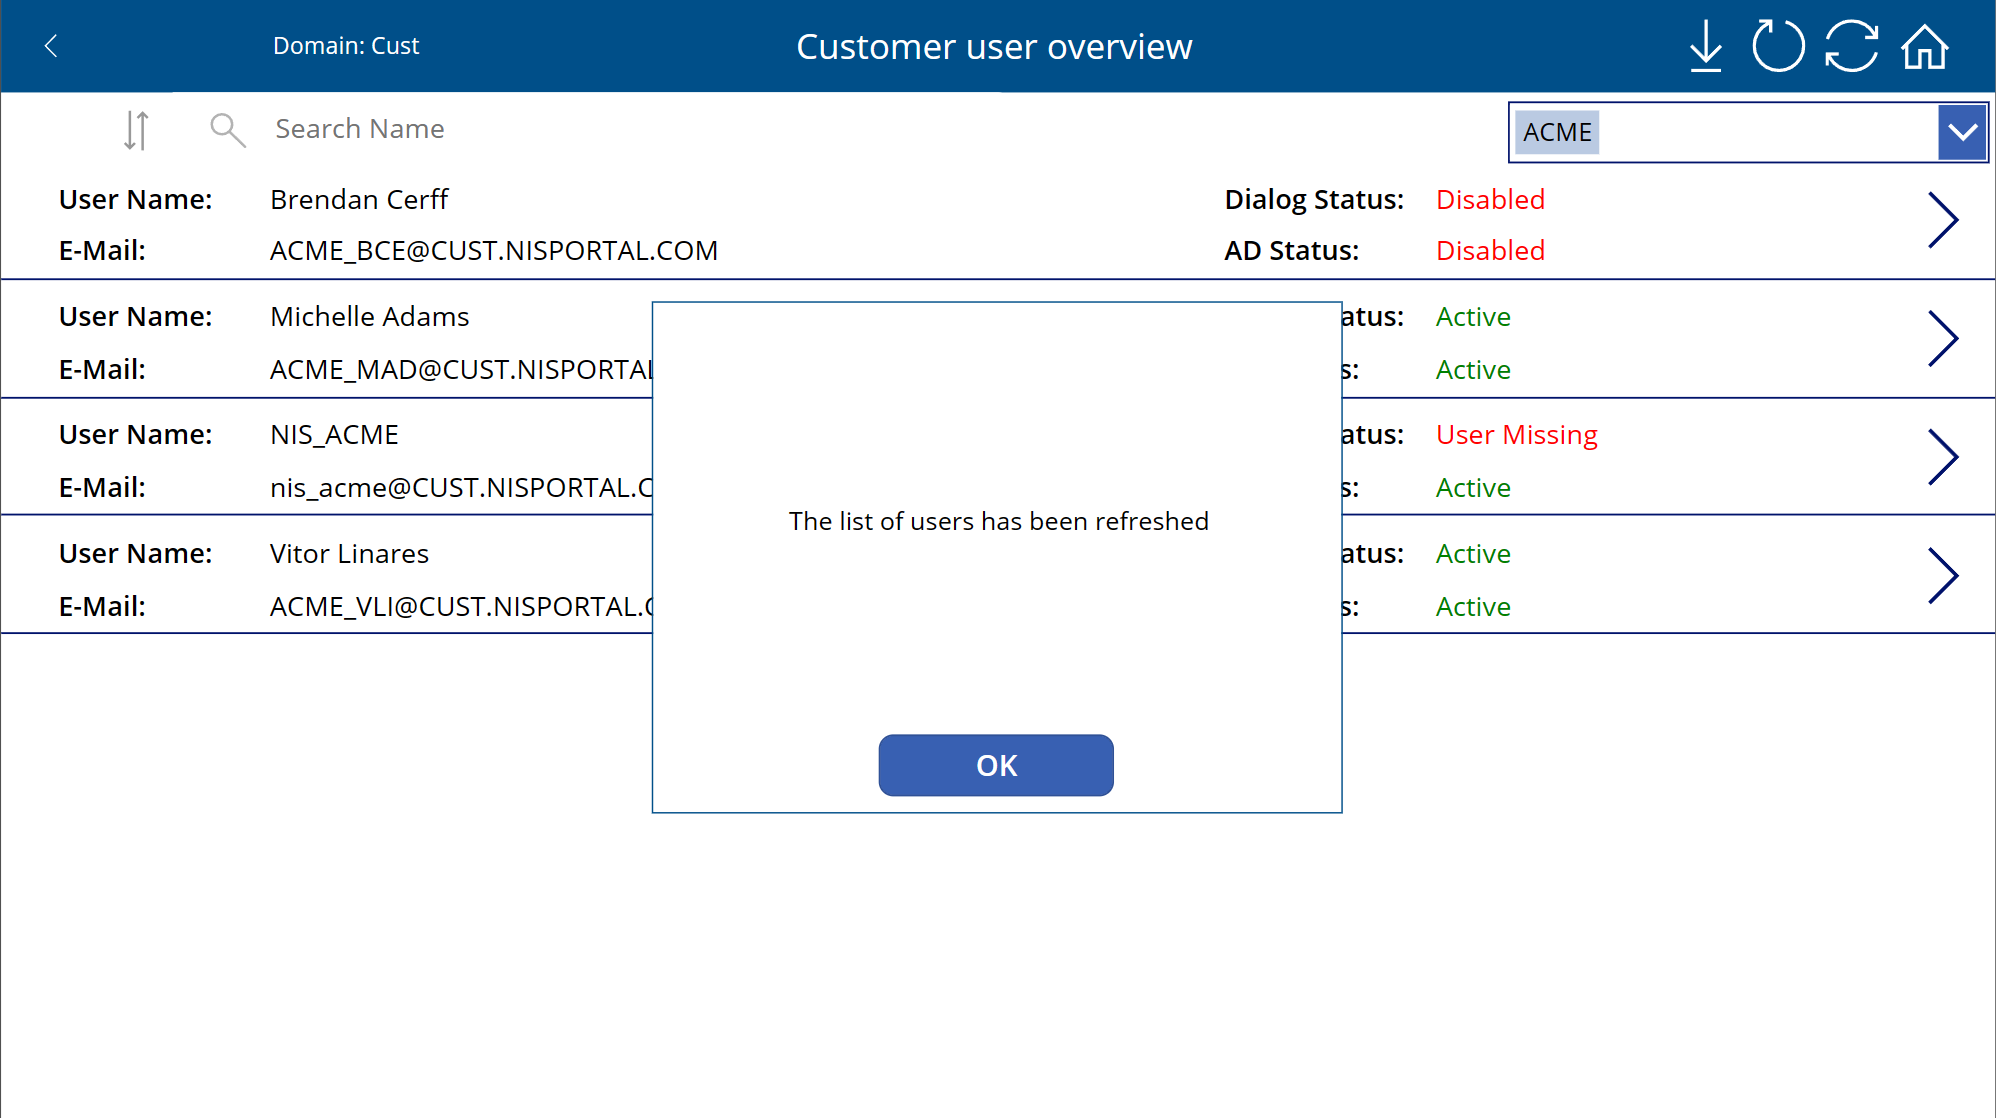 Domain: Cust
Customer user overview
Search Name
ACME
User Name: Brendan Cerff Dialog Status: Disabled
E-Mail: ACME_BCE@CUST.NISPORTAL.COM AD Status: Disabled
User Name: Michelle Adams atus: Active
E-Mail: ACME_MAD@CUST.NISPORTAL s: Active
User Name: NIS_ACME atus: User Missing
E-Mail: nis_acme@CUST.NISPORTAL.C s: Active
The list of users has been refreshed
User Name: Vitor Linares atus: Active
E-Mail: ACME_VLI@CUST.NISPORTAL.C s: Active
OK